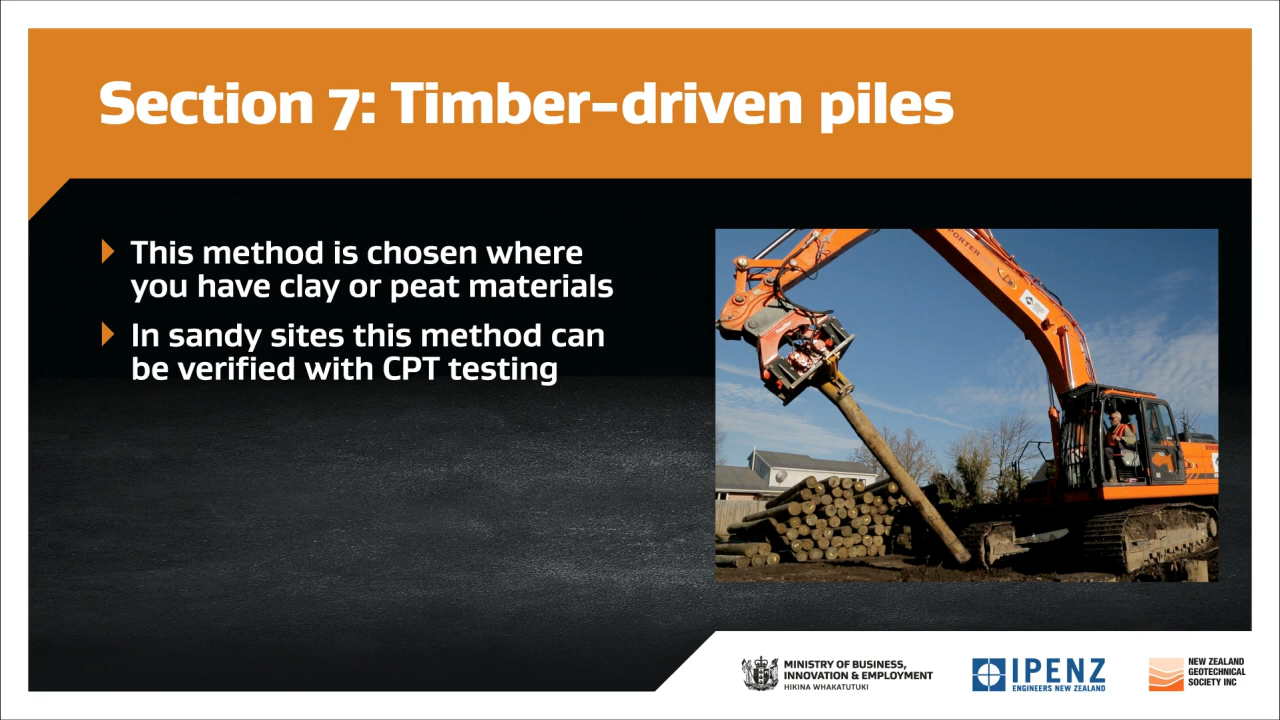 Section 7: Timber-driven piles
This method is chosen where
you have clay or peat materials
In sandy sites this method can
be verified with CPT testing
PORTER
MINISTRY OF BUSINESS,
INNOVATION & EMPLOYMENT
HIKINA WHAKATUTUKI
IPENZ
ENGINEERS NEW ZEALAND
NEW ZEALAND
GEOTECHNICAL
SOCIETY INC